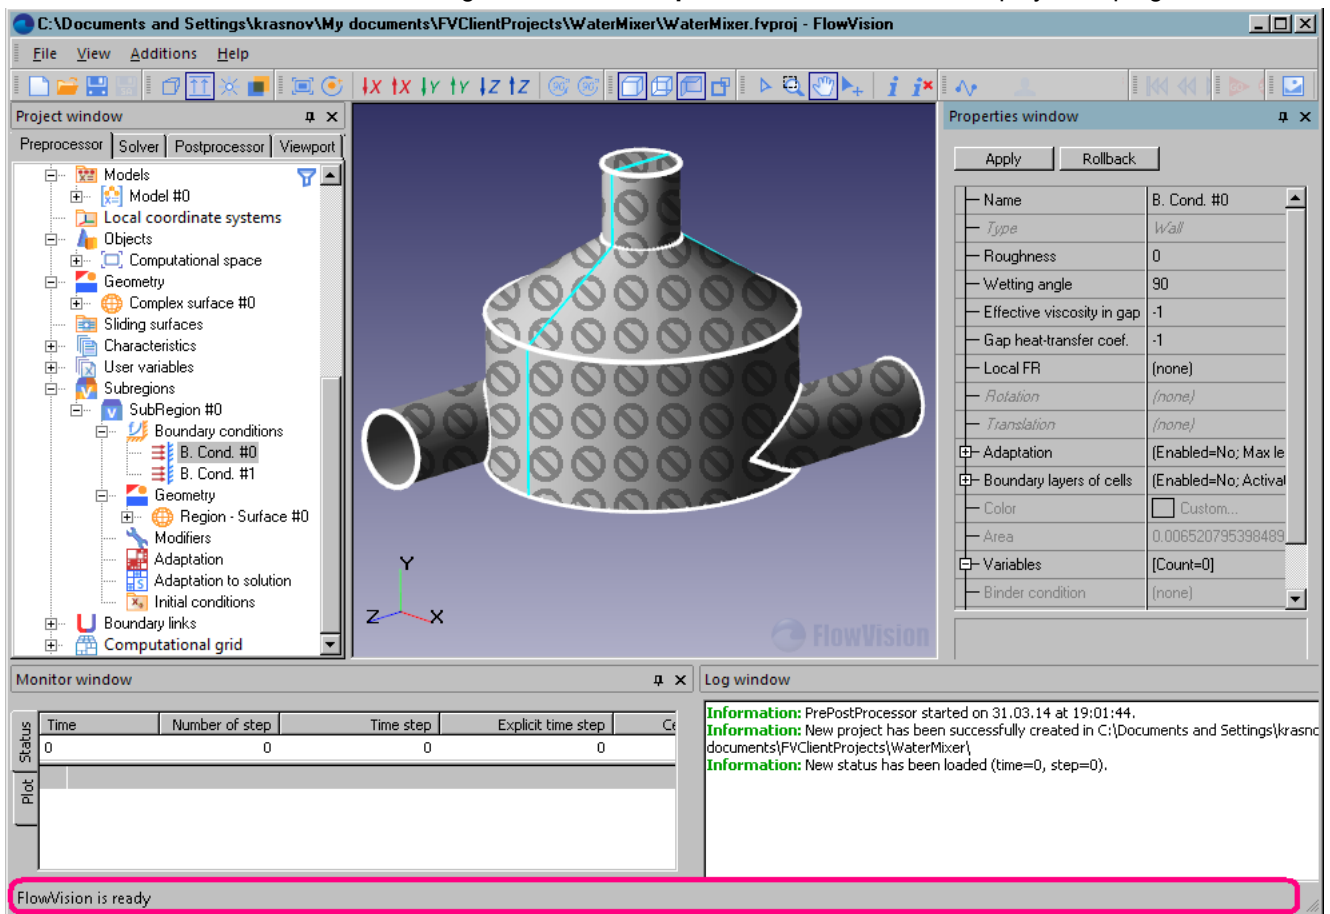 C:\Documents and Settings\krasnov\My documents\FVClientProjects\WaterMixer\WaterMixer.fvproj - FlowVision
File View Additions Help
X X Y Y Z Z 90° 90° i i
Project window
Preprocessor Solver Postprocessor Viewport
Models
Model #0
Local coordinate systems
Objects
Computational space
Geometry
Complex surface #0
Sliding surfaces
Characteristics
User variables
Subregions
SubRegion #0
Boundary conditions
B. Cond. #0
B. Cond. #1
Geometry
Region - Surface #0
Modifiers
Adaptation
Adaptation to solution
Initial conditions
Boundary links
Computational grid
Y
Z X
FlowVision
Properties window
Apply Rollback
Name B. Cond. #0
Type Wall
Roughness 0
Wetting angle 90
Effective viscosity in gap -1
Gap heat-transfer coef. -1
Local FR (none)
Rotation (none)
Translation (none)
Adaptation (Enabled=No; Max le
Boundary layers of cells (Enabled=No; Activat
Color Custom...
Area 0.006520795398489
Variables [Count=0]
Binder condition (none)
Monitor window
Status
Plot
Time Number of step Time step Explicit time step Ce
0 0 0 0
Log window
Information: PrePostProcessor started on 31.03.14 at 19:01:44.
Information: New project has been successfully created in C:\Documents and Settings\krasno
documents\FVClientProjects\WaterMixer\
Information: New status has been loaded (time=0, step=0).
FlowVision is ready